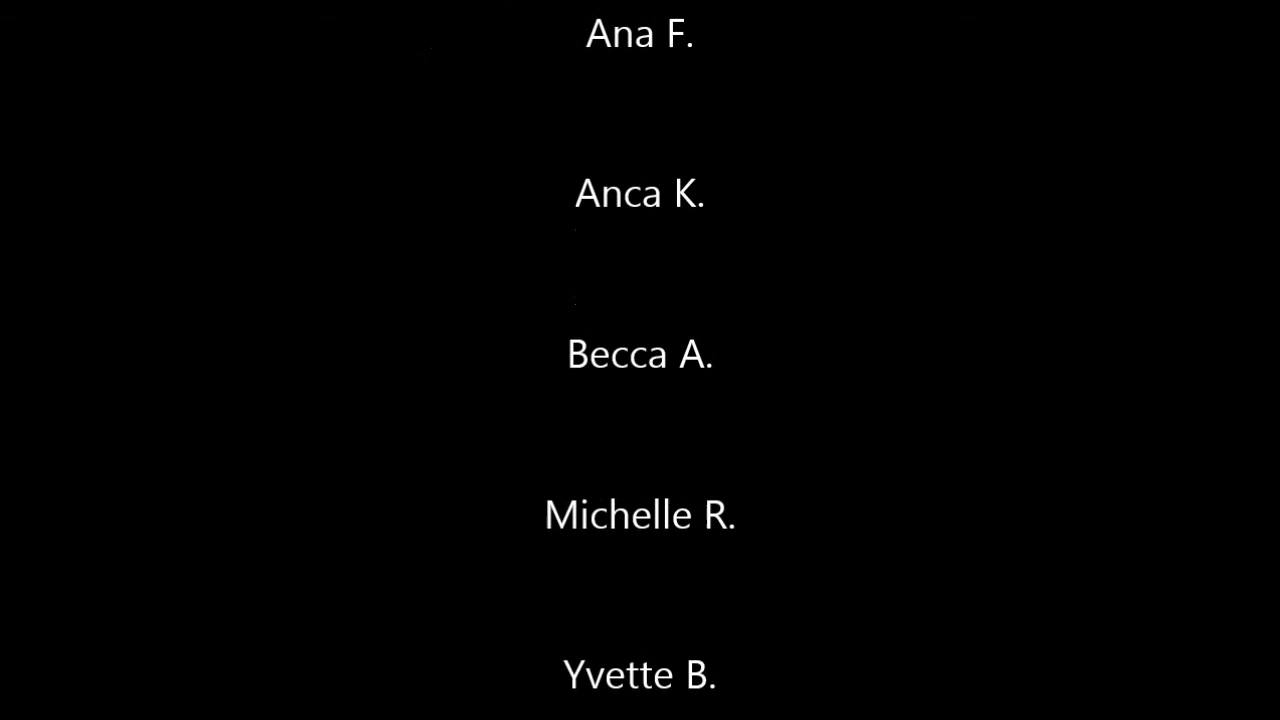 Ana F.
Anca K.
Becca A.
Michelle R.
Yvette B.